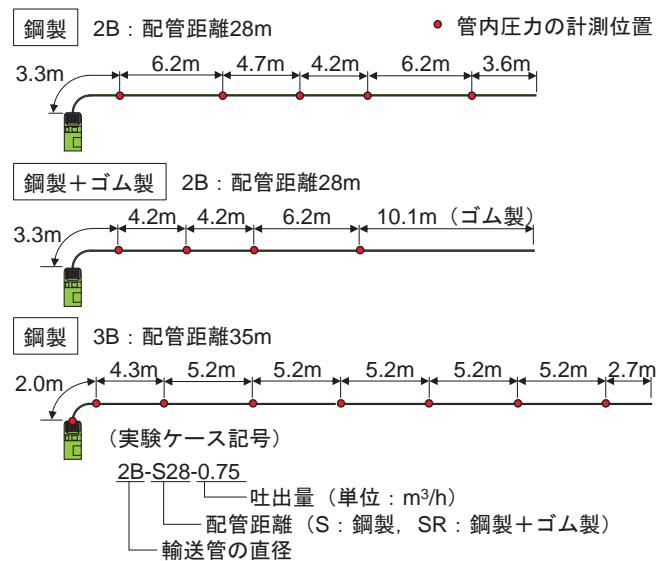 鋼製 2B：配管距離28m
管内圧力の計測位置
3.3m 6.2m 4.7m 4.2m 6.2m 3.6m
鋼製＋ゴム製 2B：配管距離28m
3.3m 4.2m 4.2m 6.2m 10.1m（ゴム製）
鋼製 3B：配管距離35m
2.0m 4.3m 5.2m 5.2m 5.2m 5.2m 5.2m 2.7m
（実験ケース記号）
2B-S28-0.75
吐出量（単位：m³/h）
配管距離（S：鋼製，SR：鋼製＋ゴム製）
輸送管の直径